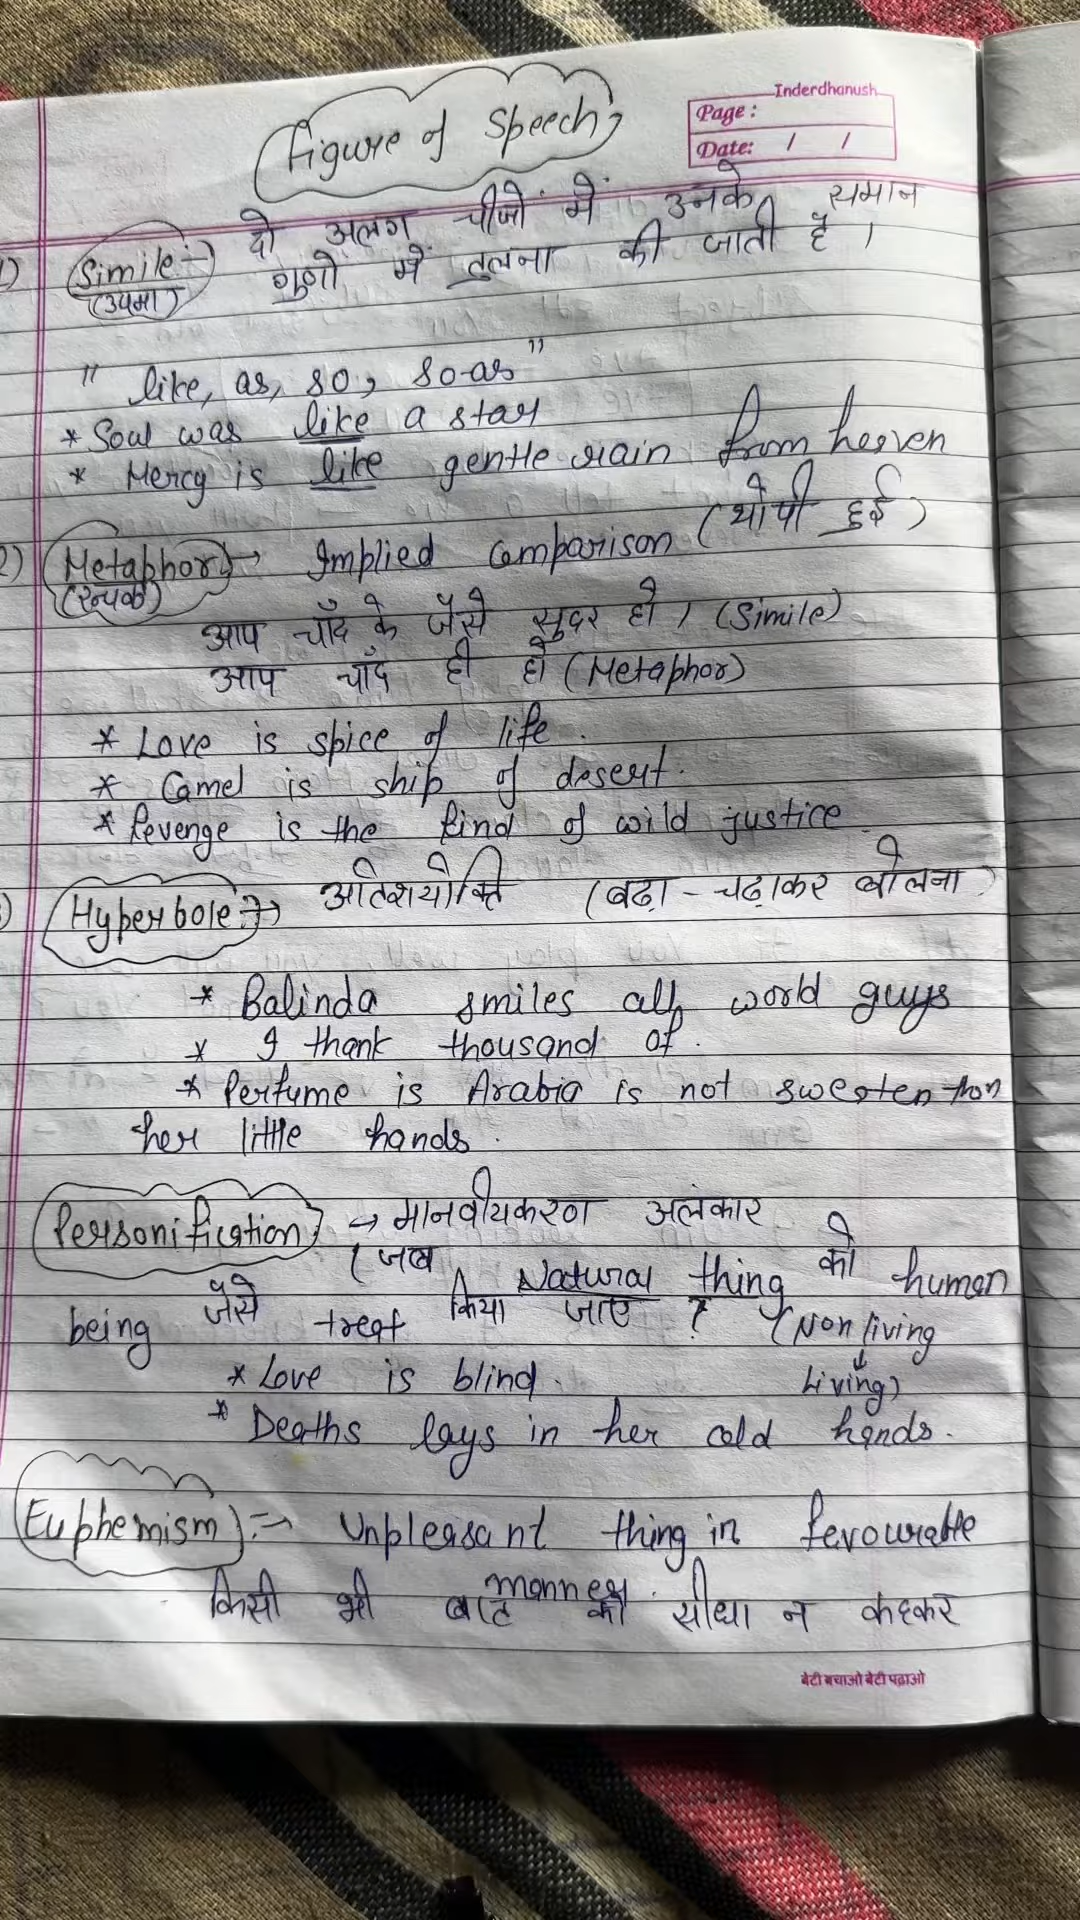 Inderdhanush
Page:
Date: / /
Figure of Speech
1) Simile :→ दो अलग चीजों में उनके समान
(उपमा) गुणो में तुलना की जाती है ।
" like, as, so, so-as "
* Soul was like a star
* Mercy is like gentle rain from heaven
2) Metaphor :→ Implied Comparison (थोपी हुई)
आप चाँद के जैसे सुदर हो । (Simile)
आप चाँद ही हो (Metaphor)
* Love is spice of life.
* Camel is ship of desert.
* Revenge is the kind of wild justice
Hyperbole :→ अतिशयोक्ति (बढ़ा-चढ़ाकर बोलना)
* Balinda smiles all world guys
* I thank thousand of.
* Perfume is Arabia is not sweeten than
her little hands.
Personification → मानवीयकरण अलंकार
(जब Natural thing को human
being जैसे treat किया जाए (Non living
↓
* Love is blind. Living)
* Deaths lays in her cold hands.
Euphemism :→ Unpleasant thing in favourable
manner.
किसी भी बात को सीधा न कहकर
बेटी बचाओ बेटी पढ़ाओ